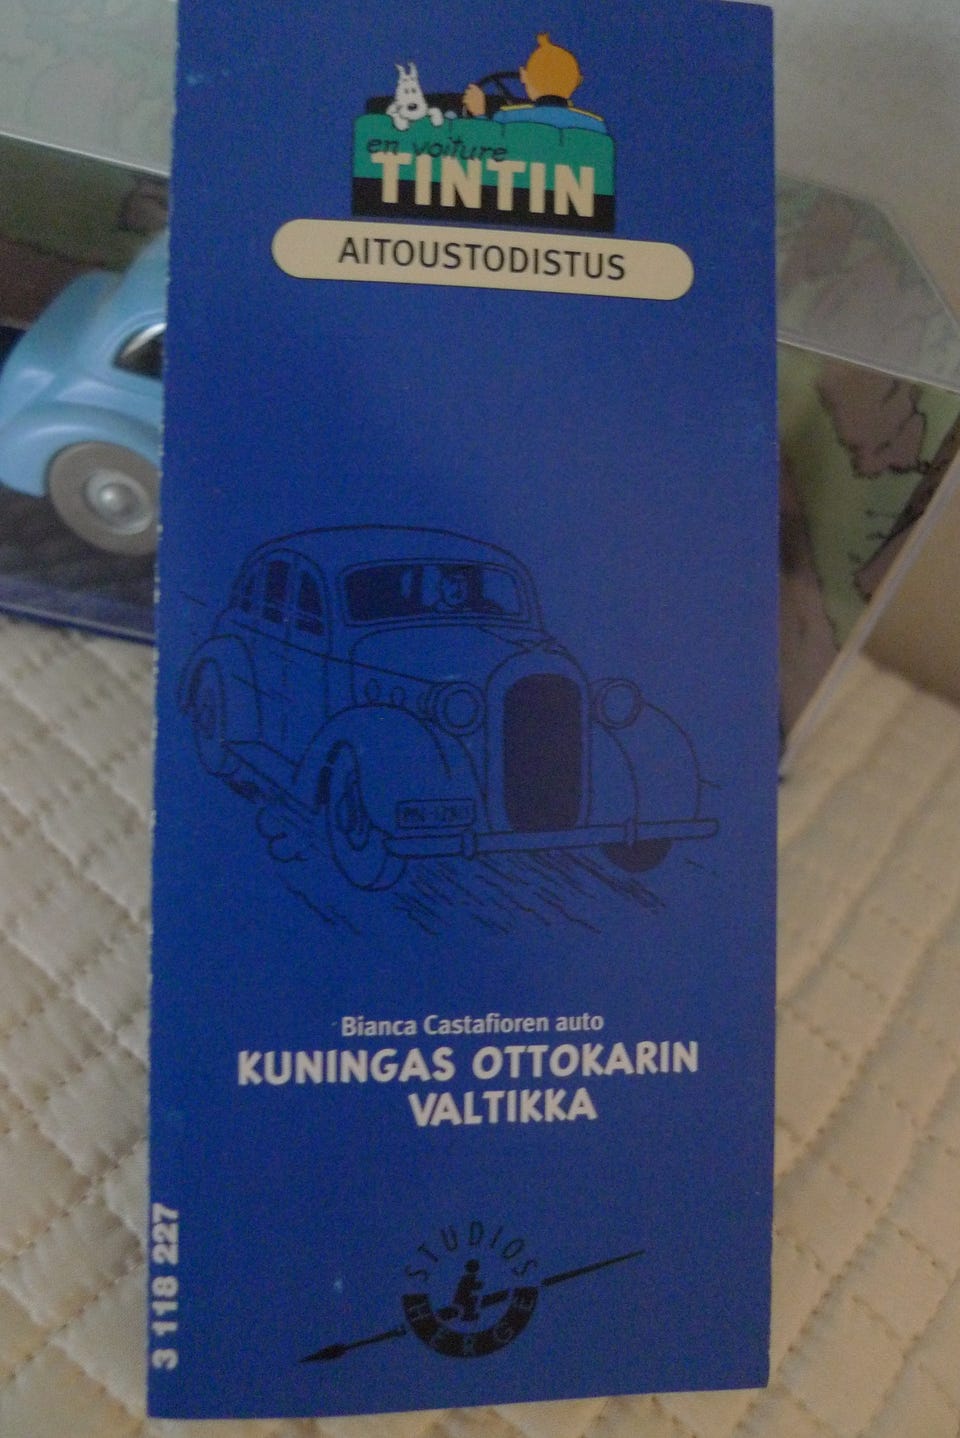 en voiture
TINTIN
AITOUSTODISTUS
Bianca Castafioren auto
KUNINGAS OTTOKARIN
VALTIKKA
3 118 227
STUDIOS
HERGE